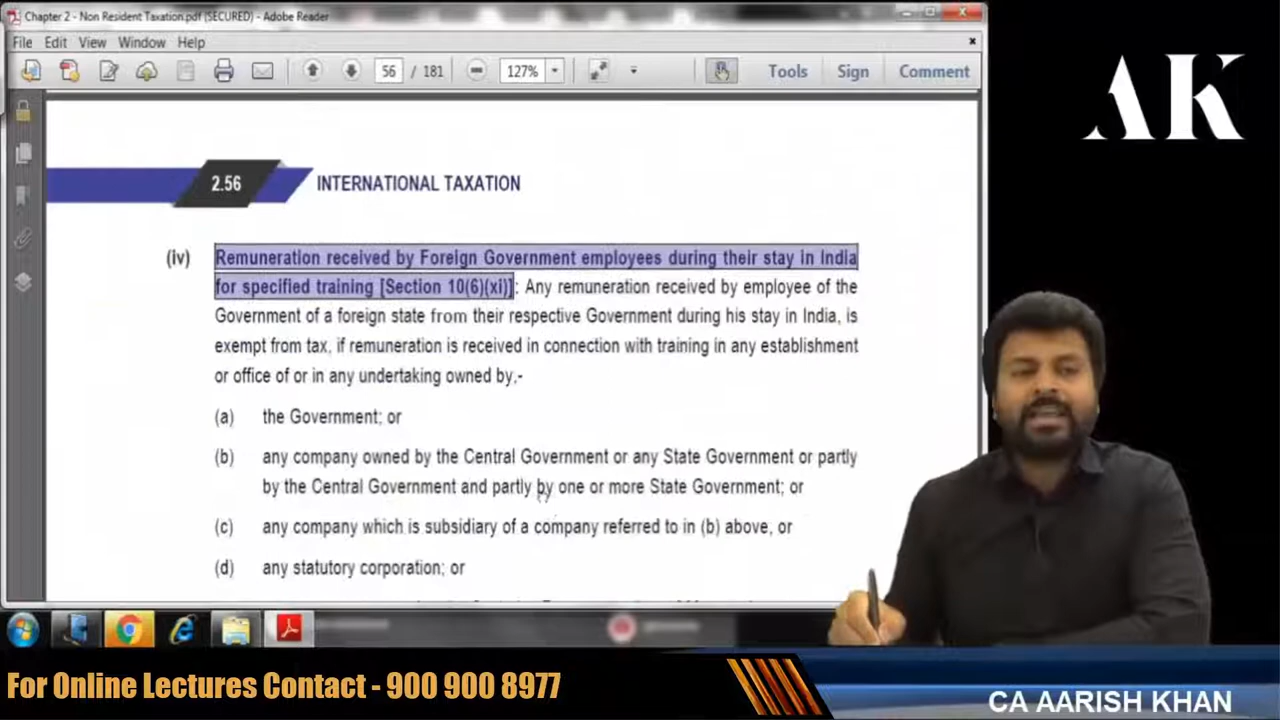 Chapter 2 - Non Resident Taxation.pdf (SECURED) - Adobe Reader
File Edit View Window Help
56 / 181 127% Tools Sign Comment
AK
2.56 INTERNATIONAL TAXATION
(iv) Remuneration received by Foreign Government employees during their stay in India
for specified training [Section 10(6)(xi)]: Any remuneration received by employee of the
Government of a foreign state from their respective Government during his stay in India, is
exempt from tax, if remuneration is received in connection with training in any establishment
or office of or in any undertaking owned by,-
(a) the Government; or
(b) any company owned by the Central Government or any State Government or partly
by the Central Government and partly by one or more State Government; or
(c) any company which is subsidiary of a company referred to in (b) above, or
(d) any statutory corporation; or
For Online Lectures Contact - 900 900 8977
CA AARISH KHAN